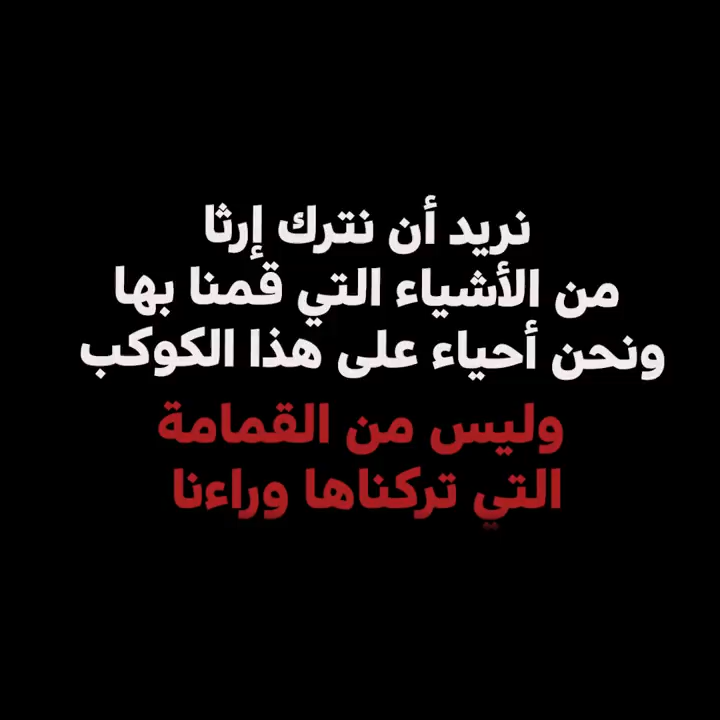 نريد أن نترك إرثا
من الأشياء التي قمنا بها
ونحن أحياء على هذا الكوكب
وليس من القمامة
التي تركناها وراءنا